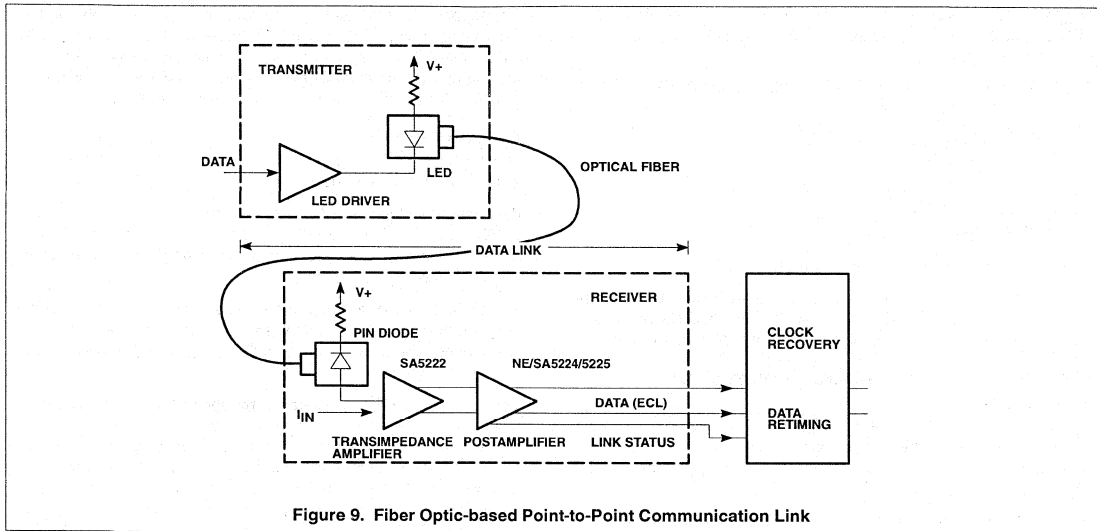 TRANSMITTER
V+
DATA
LED
LED DRIVER
OPTICAL FIBER
DATA LINK
V+
RECEIVER
PIN DIODE
CLOCK
RECOVERY
SA5222
NE/SA5224/5225
DATA (ECL)
IIN
DATA
RETIMING
TRANSIMPEDANCE
AMPLIFIER
POSTAMPLIFIER
LINK STATUS
Figure 9. Fiber Optic-based Point-to-Point Communication Link